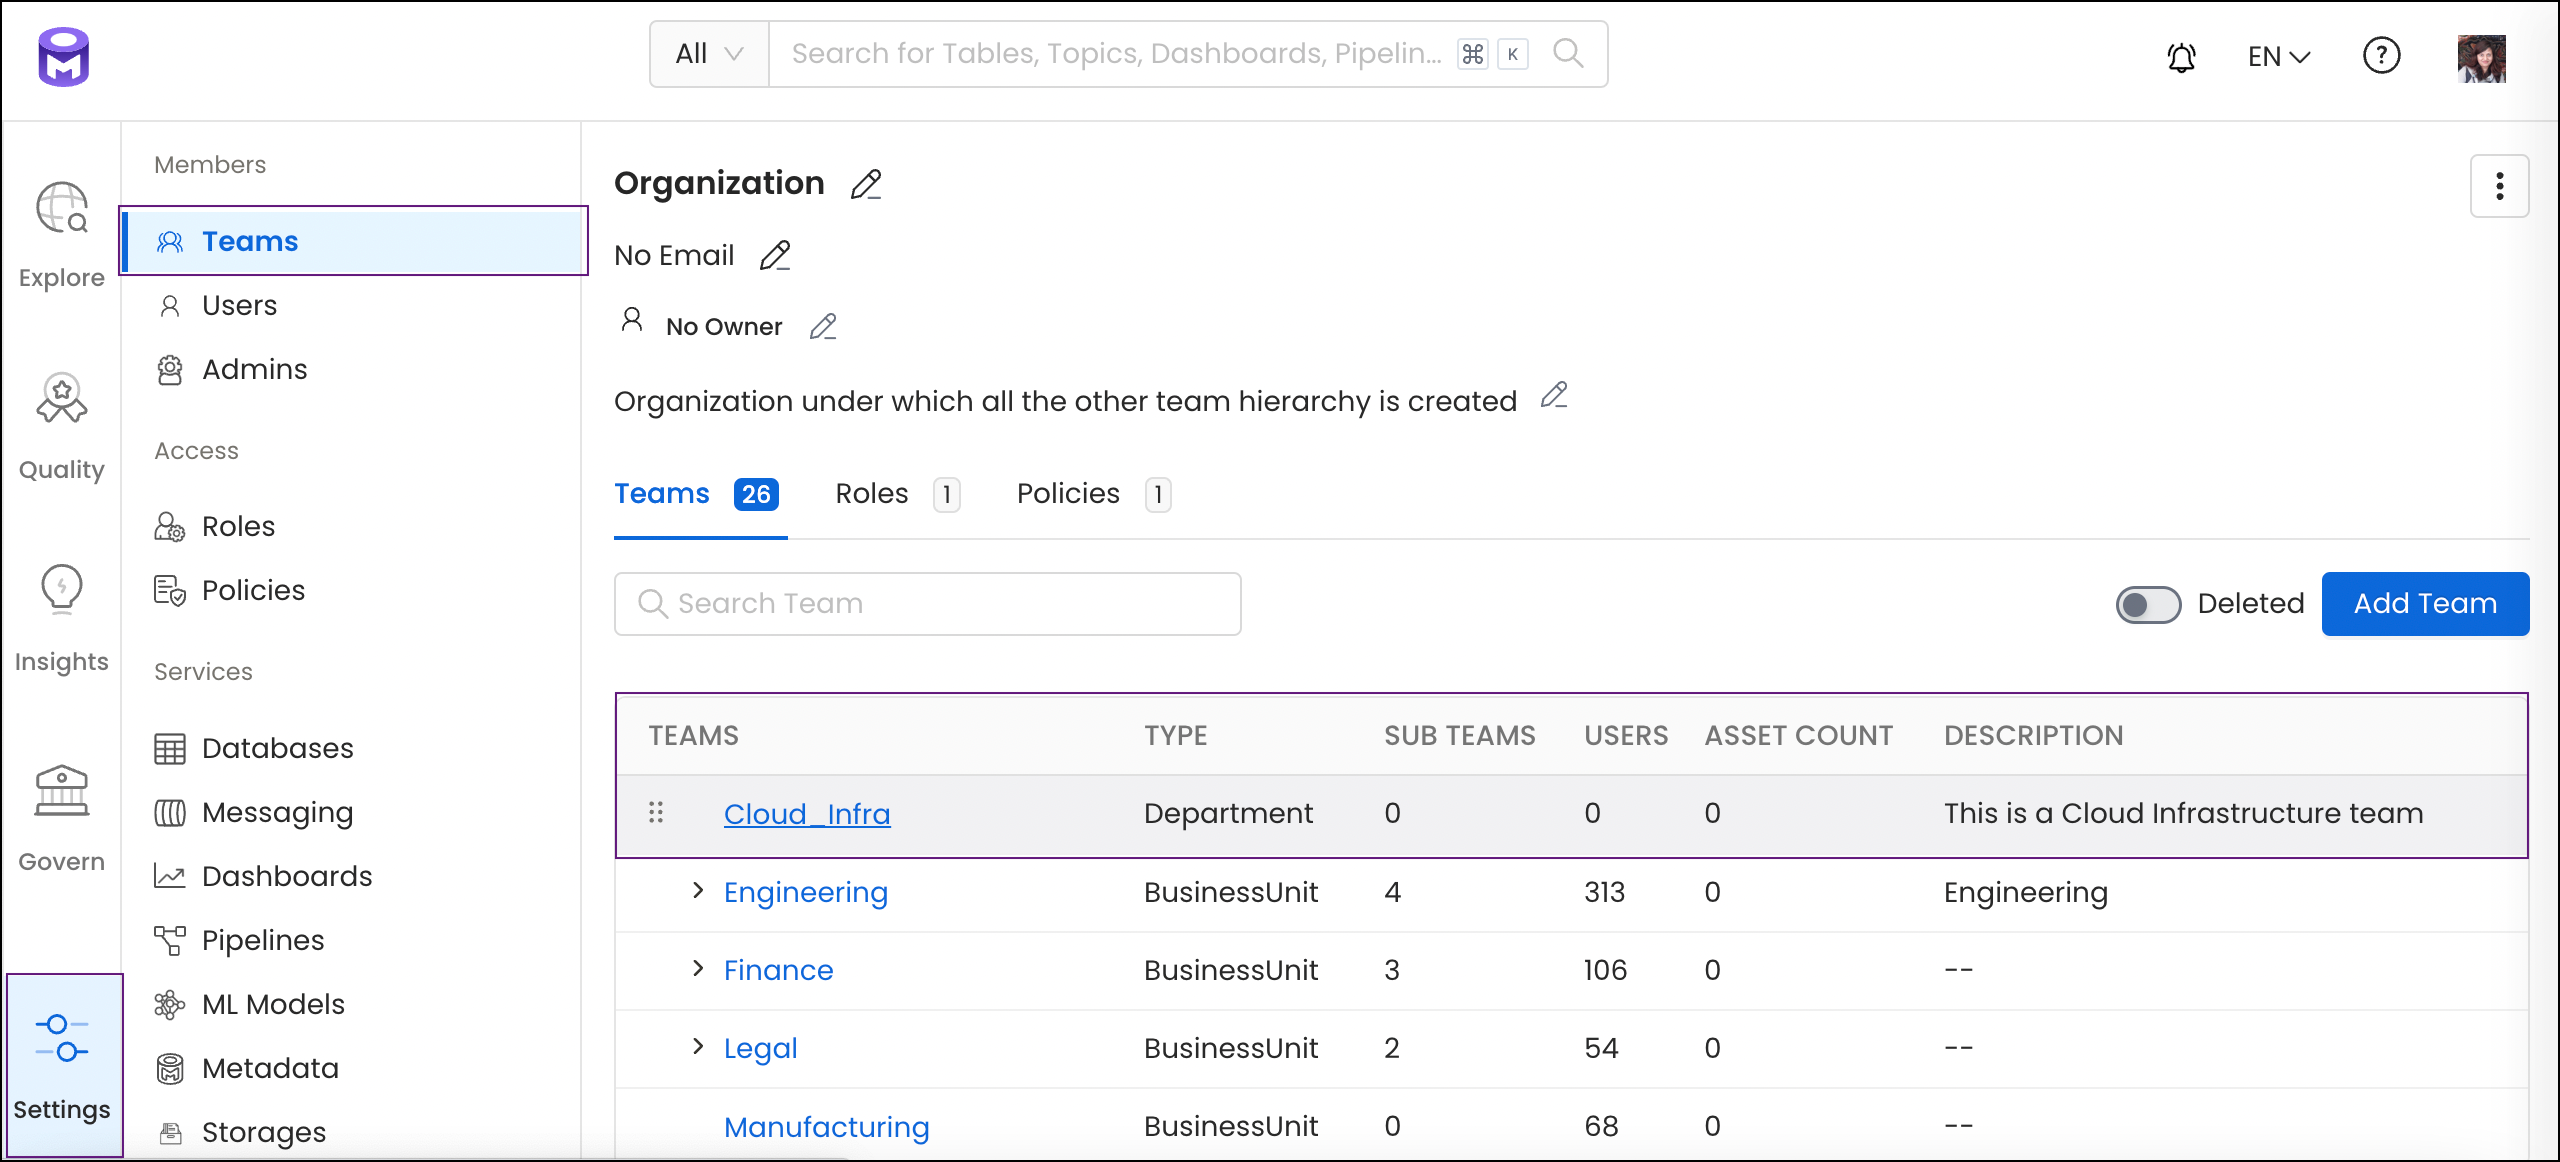 All
Search for Tables, Topics, Dashboards, Pipelin...
⌘ K
EN
?
Explore
Quality
Insights
Govern
Settings
Members
Teams
Users
Admins
Access
Roles
Policies
Services
Databases
Messaging
Dashboards
Pipelines
ML Models
Metadata
Storages
Organization
No Email
No Owner
Organization under which all the other team hierarchy is created
Teams 26 Roles 1 Policies 1
Search Team
Deleted Add Team
TEAMS TYPE SUB TEAMS USERS ASSET COUNT DESCRIPTION
Cloud_Infra Department 0 0 0 This is a Cloud Infrastructure team
Engineering BusinessUnit 4 313 0 Engineering
Finance BusinessUnit 3 106 0 --
Legal BusinessUnit 2 54 0 --
Manufacturing BusinessUnit 0 68 0 --